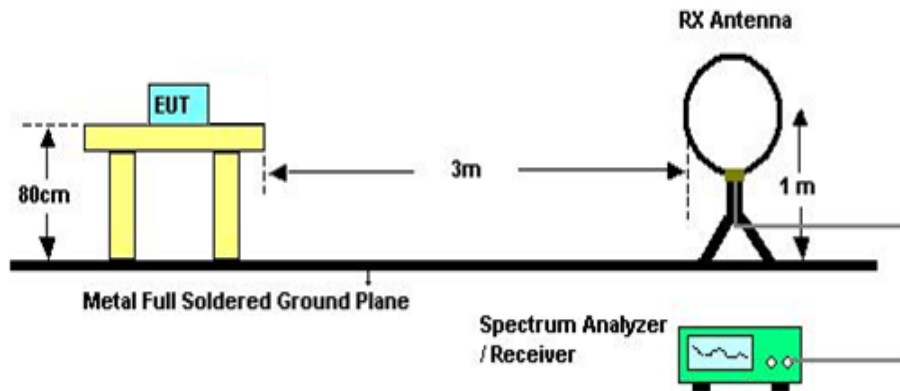 RX Antenna
EUT
80cm
3m
1 m
Metal Full Soldered Ground Plane
Spectrum Analyzer
/ Receiver